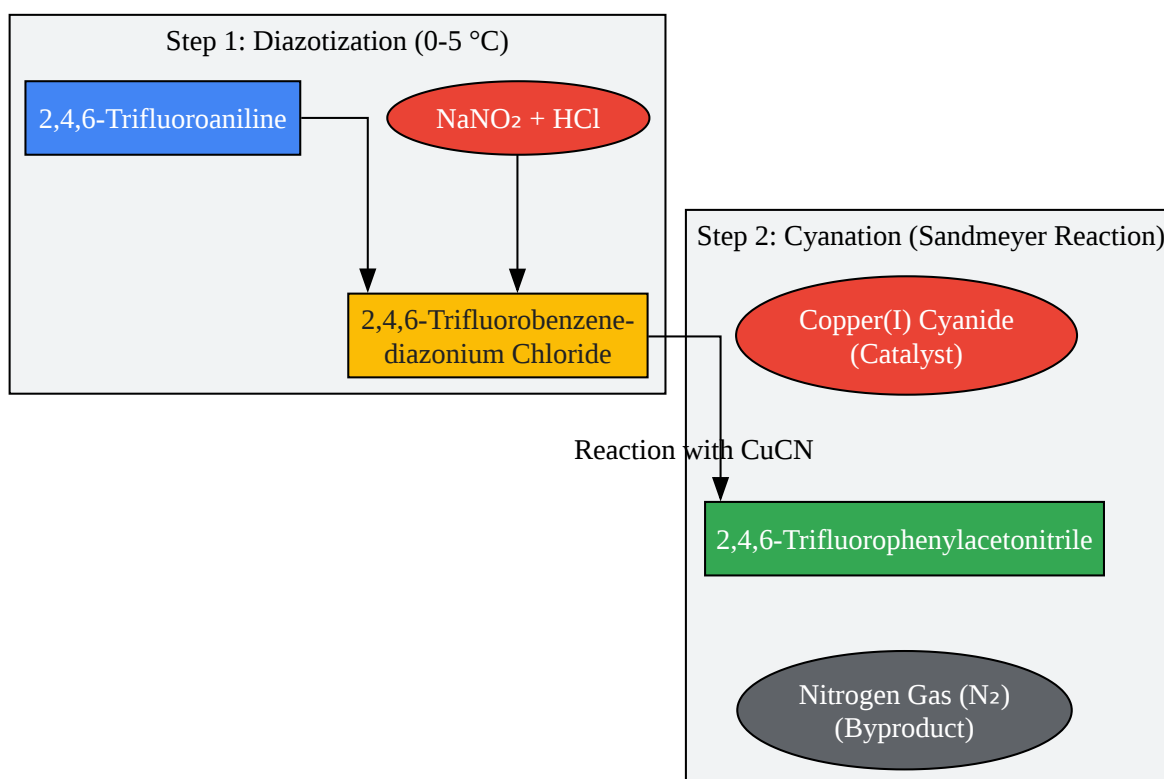 Step 1: Diazotization (0-5 °C)
2,4,6-Trifluoroaniline
NaNO₂ + HCl
2,4,6-Trifluorobenzene-
diazonium Chloride
Step 2: Cyanation (Sandmeyer Reaction)
Copper(I) Cyanide
(Catalyst)
Reaction with CuCN
2,4,6-Trifluorophenylacetonitrile
Nitrogen Gas (N₂)
(Byproduct)